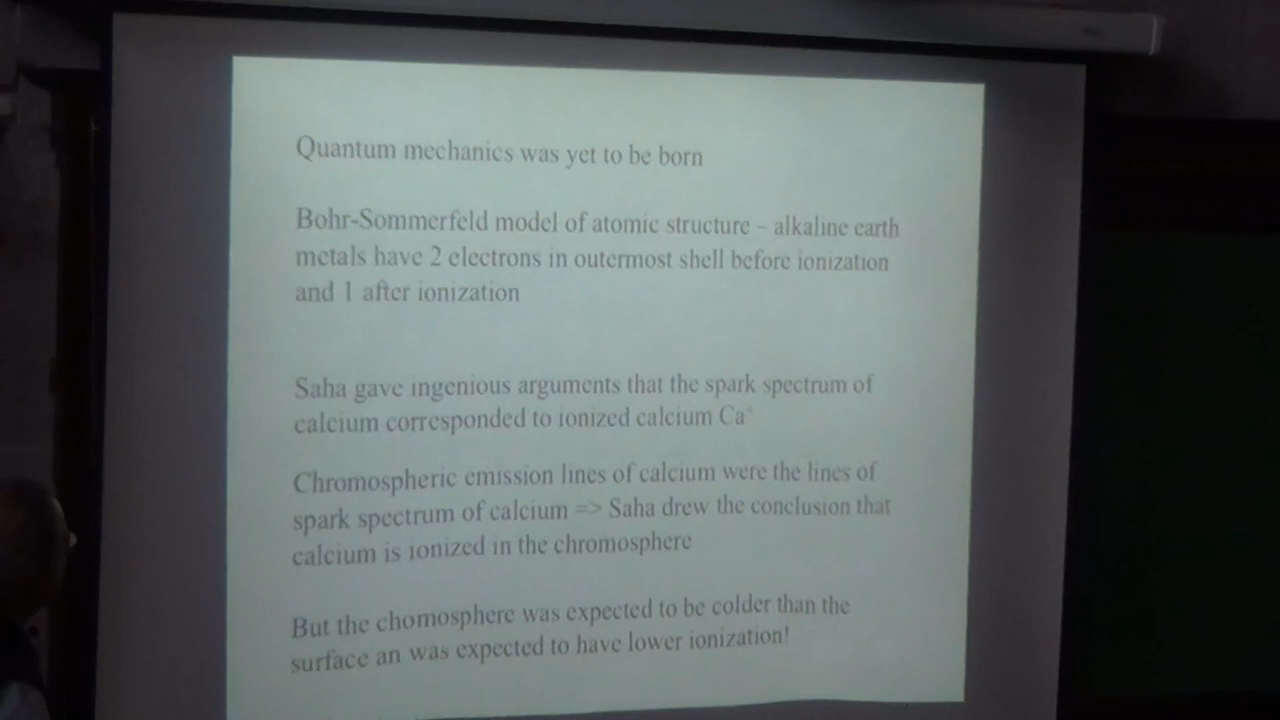 Quantum mechanics was yet to be born
Bohr-Sommerfeld model of atomic structure – alkaline earth
metals have 2 electrons in outermost shell before ionization
and 1 after ionization
Saha gave ingenious arguments that the spark spectrum of
calcium corresponded to ionized calcium Ca⁺
Chromospheric emission lines of calcium were the lines of
spark spectrum of calcium => Saha drew the conclusion that
calcium is ionized in the chromosphere
But the chomosphere was expected to be colder than the
surface an was expected to have lower ionization!